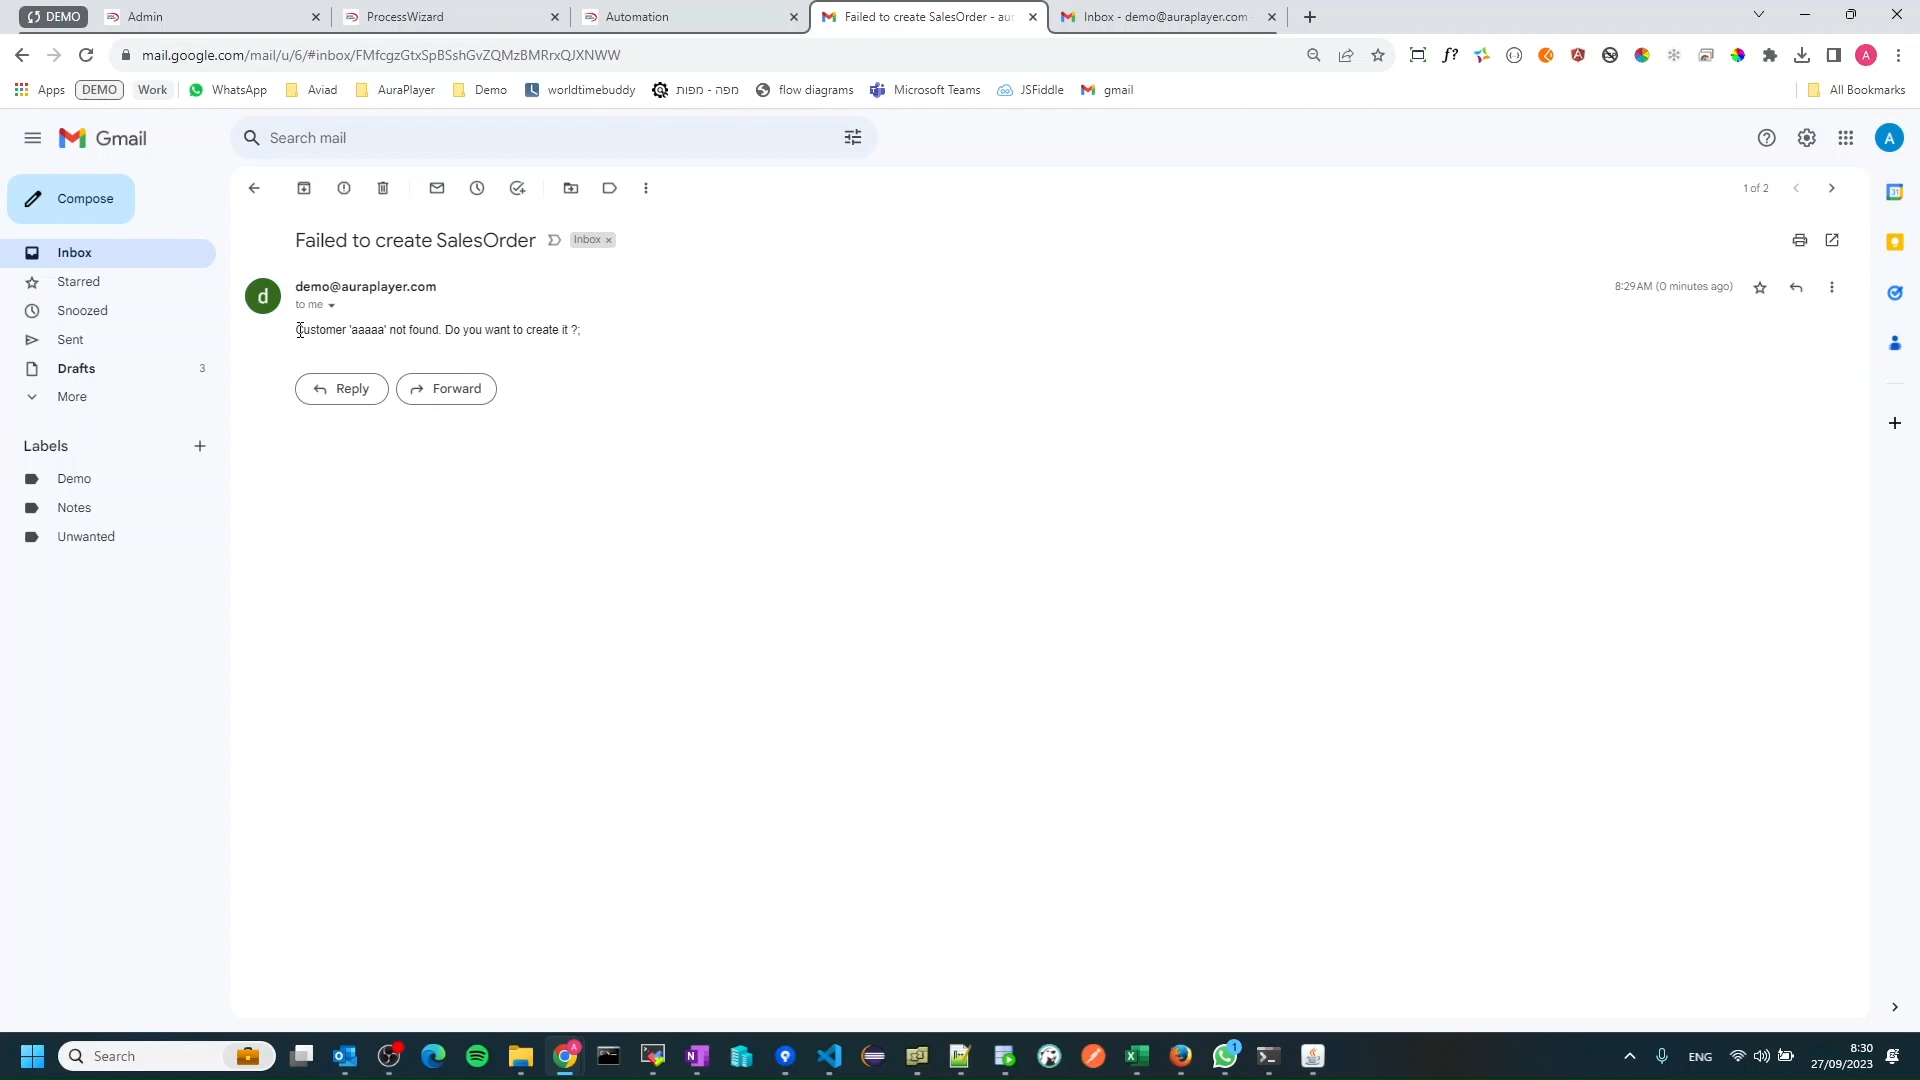 DEMO
Admin
ProcessWizard
Automation
Failed to create SalesOrder - au
Inbox - demo@auraplayer.com
mail.google.com/mail/u/6/#inbox/FMfcgzGtxSpBSshGvZQMzBMRrxQJXNWW
A
Apps
DEMO
Work
WhatsApp
Aviad
AuraPlayer
Demo
worldtimebuddy
מפה - מפות
flow diagrams
Microsoft Teams
JSFiddle
gmail
All Bookmarks
Gmail
Search mail
A
Compose
1 of 2
Failed to create SalesOrder
Inbox ×
Inbox
Starred
Snoozed
Sent
Drafts 3
More
d
demo@auraplayer.com
8:29 AM (0 minutes ago)
to me
Customer 'aaaaa' not found. Do you want to create it ?;
Reply
Forward
Labels
Demo
Notes
Unwanted
Search
1
ENG
8:30
27/09/2023